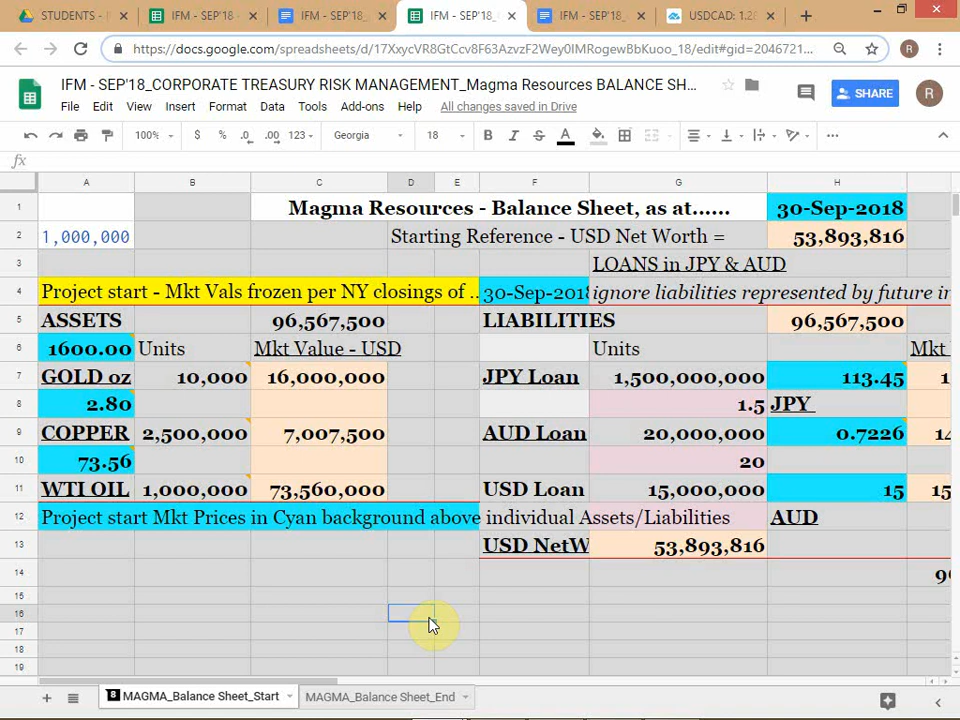 STUDENTS -
IFM - SEP'18 -
IFM - SEP'18_
IFM - SEP'18_
IFM - SEP'18_
USDCAD: 1.2
https://docs.google.com/spreadsheets/d/17XxycVR8GtCcv8F63AzvzF2Wey0IMRogewBbKuoo_18/edit#gid=2046721...
R
IFM - SEP'18_CORPORATE TREASURY RISK MANAGEMENT_Magma Resources BALANCE SH...
SHARE
R
File Edit View Insert Format Data Tools Add-ons Help All changes saved in Drive
100% $ % .0 .00 123 Georgia 18 B I S A
fx
A B C D E F G H
1 Magma Resources - Balance Sheet, as at...... 30-Sep-2018
2 1,000,000 Starting Reference - USD Net Worth = 53,893,816
3 LOANS in JPY & AUD
4 Project start - Mkt Vals frozen per NY closings of .. 30-Sep-2018 ignore liabilities represented by future in
5 ASSETS 96,567,500 LIABILITIES 96,567,500
6 1600.00 Units Mkt Value - USD Units Mkt
7 GOLD oz 10,000 16,000,000 JPY Loan 1,500,000,000 113.45 1
8 2.80 1.5 JPY
9 COPPER 2,500,000 7,007,500 AUD Loan 20,000,000 0.7226 14
10 73.56 20
11 WTI OIL 1,000,000 73,560,000 USD Loan 15,000,000 15 15
12 Project start Mkt Prices in Cyan background above individual Assets/Liabilities AUD
13 USD NetW 53,893,816
14 96
15
16
17
18
19
MAGMA_Balance Sheet_Start MAGMA_Balance Sheet_End